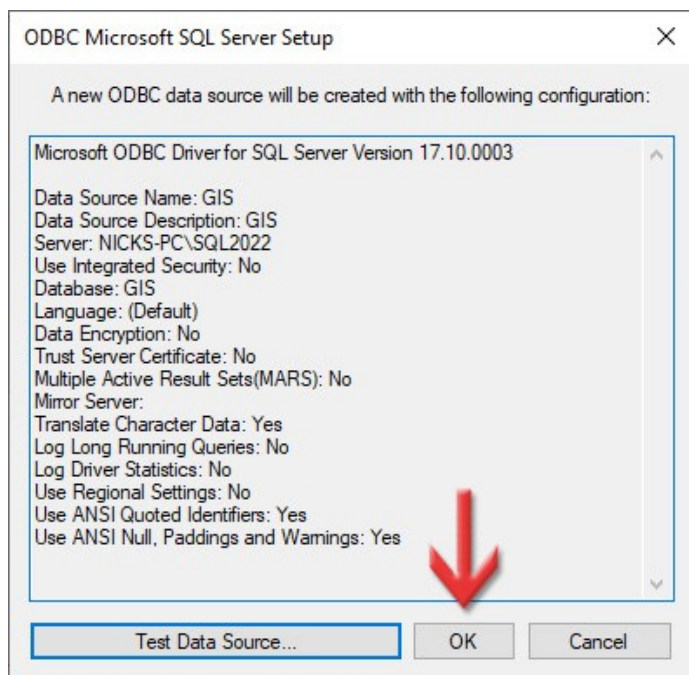 ODBC Microsoft SQL Server Setup
A new ODBC data source will be created with the following configuration:
Microsoft ODBC Driver for SQL Server Version 17.10.0003
Data Source Name: GIS
Data Source Description: GIS
Server: NICKS-PC\SQL2022
Use Integrated Security: No
Database: GIS
Language: (Default)
Data Encryption: No
Trust Server Certificate: No
Multiple Active Result Sets(MARS): No
Mirror Server:
Translate Character Data: Yes
Log Long Running Queries: No
Log Driver Statistics: No
Use Regional Settings: No
Use ANSI Quoted Identifiers: Yes
Use ANSI Null, Paddings and Warnings: Yes
Test Data Source... OK Cancel